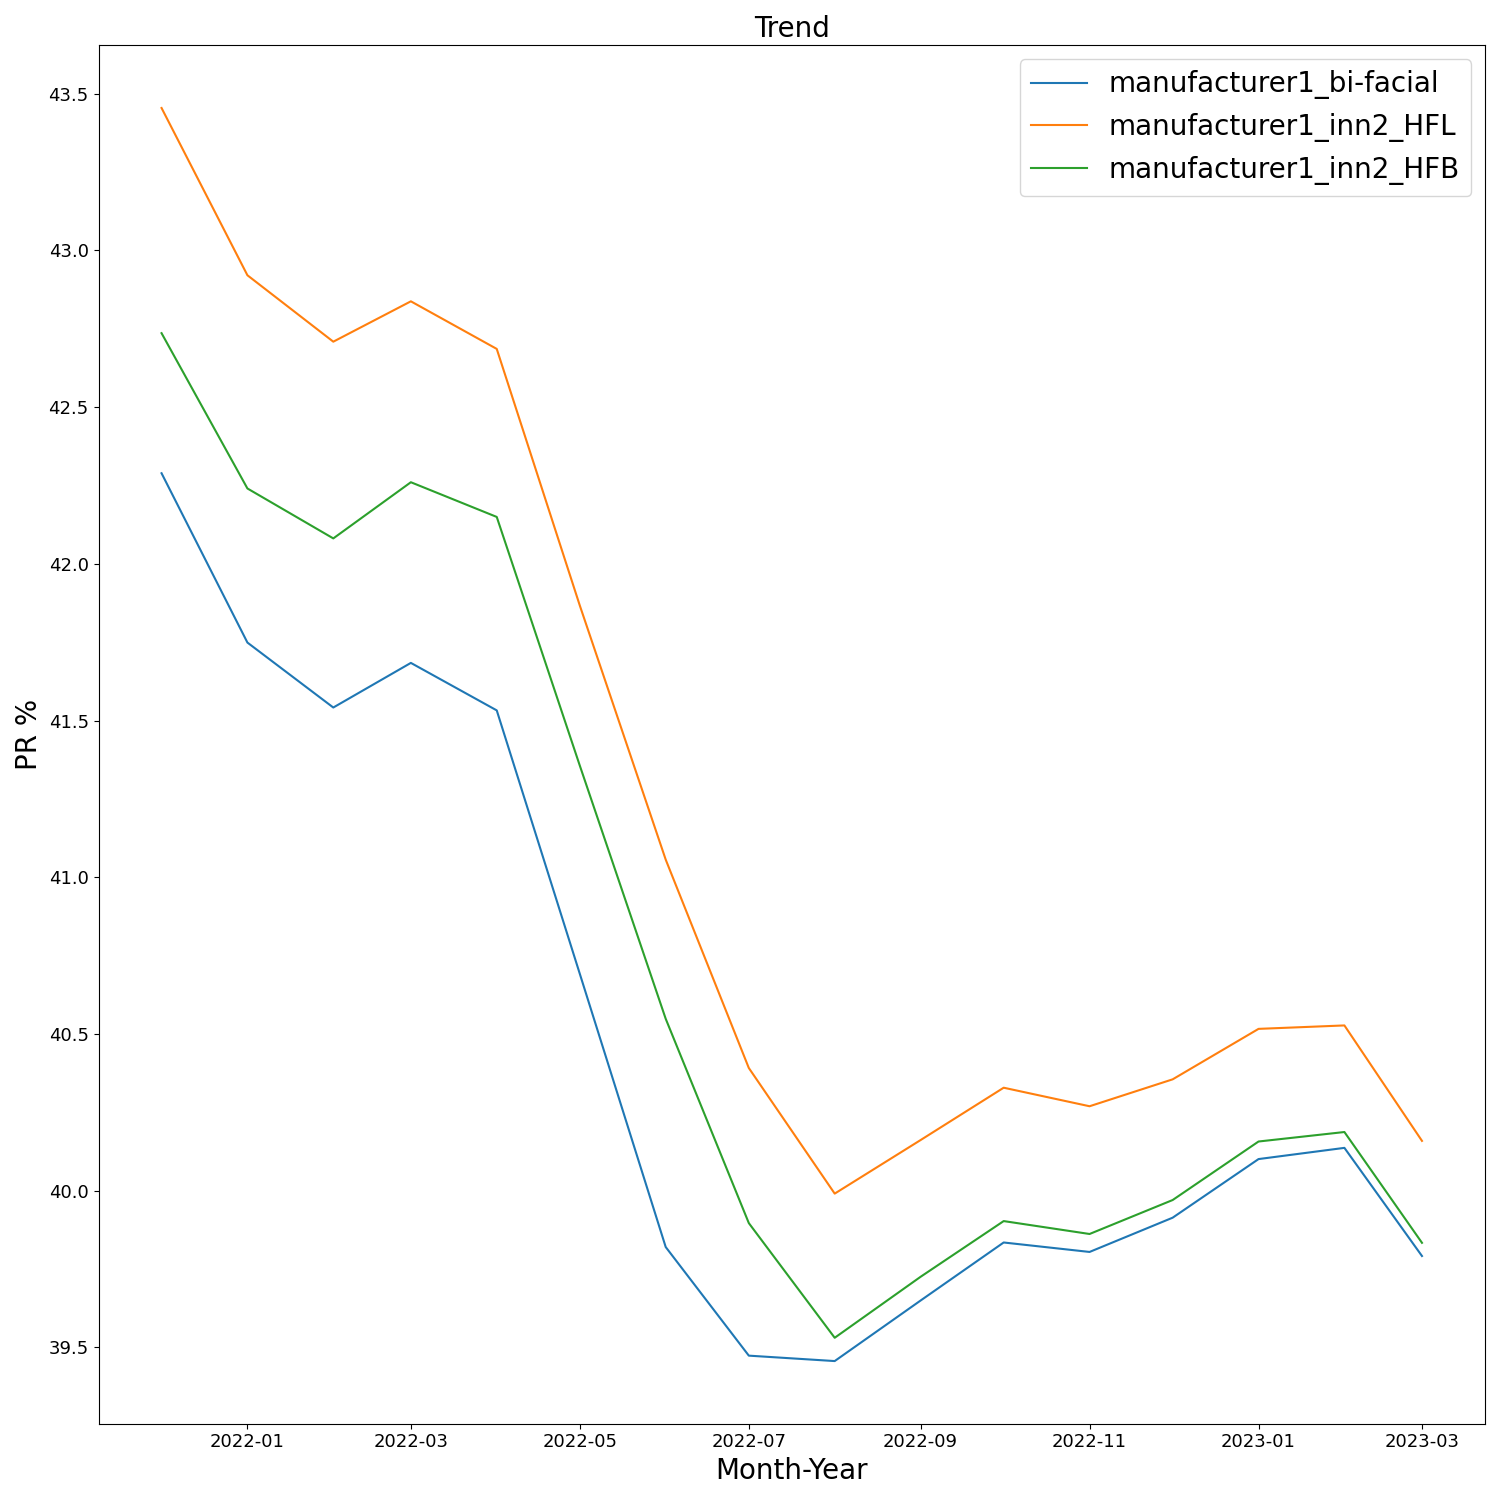 Trend
manufacturer1_bi-facial
manufacturer1_inn2_HFL
manufacturer1_inn2_HFB
43.5
43.0
42.5
42.0
41.5
41.0
40.5
40.0
39.5
PR %
2022-01 2022-03 2022-05 2022-07 2022-09 2022-11 2023-01 2023-03
Month-Year